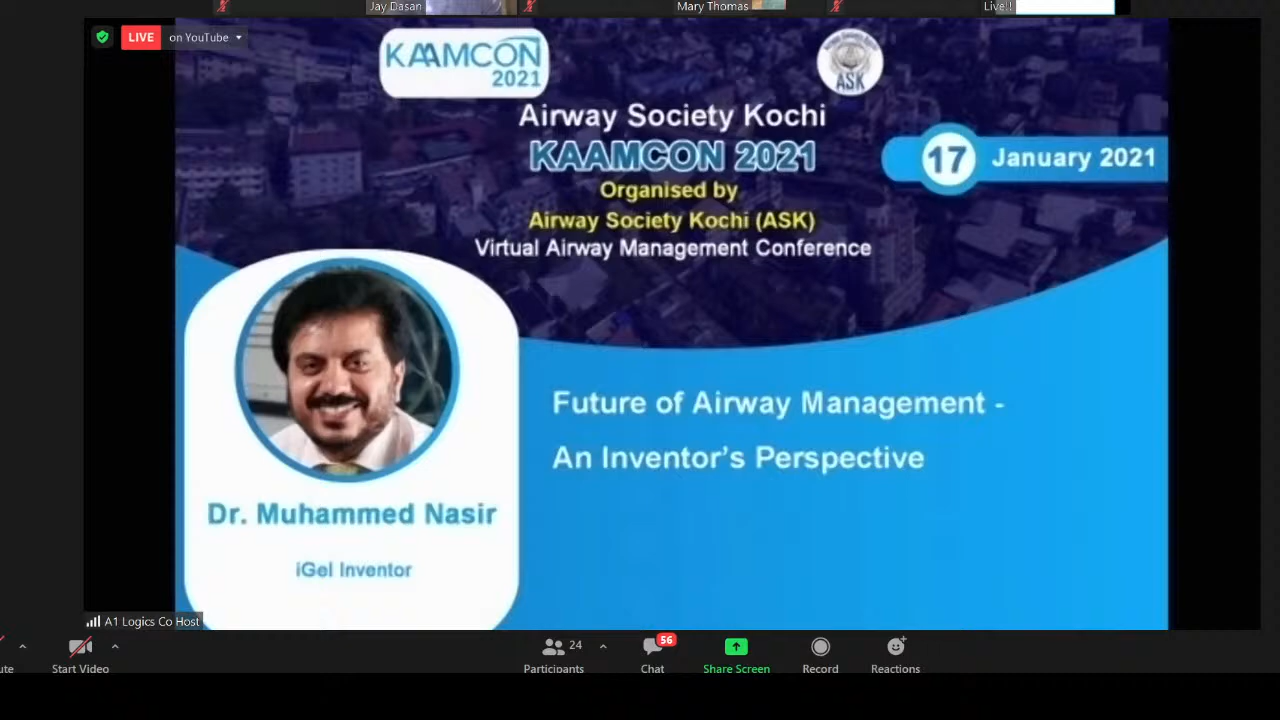 Jay Dasan
Mary Thomas
Live!!
LIVE on YouTube
KAAMCON
2021
ASK
Airway Society Kochi
KAAMCON 2021
17 January 2021
Organised by
Airway Society Kochi (ASK)
Virtual Airway Management Conference
Future of Airway Management -
An Inventor's Perspective
Dr. Muhammed Nasir
iGel Inventor
A1 Logics Co Host
24
56
ute
Start Video
Participants
Chat
Share Screen
Record
Reactions